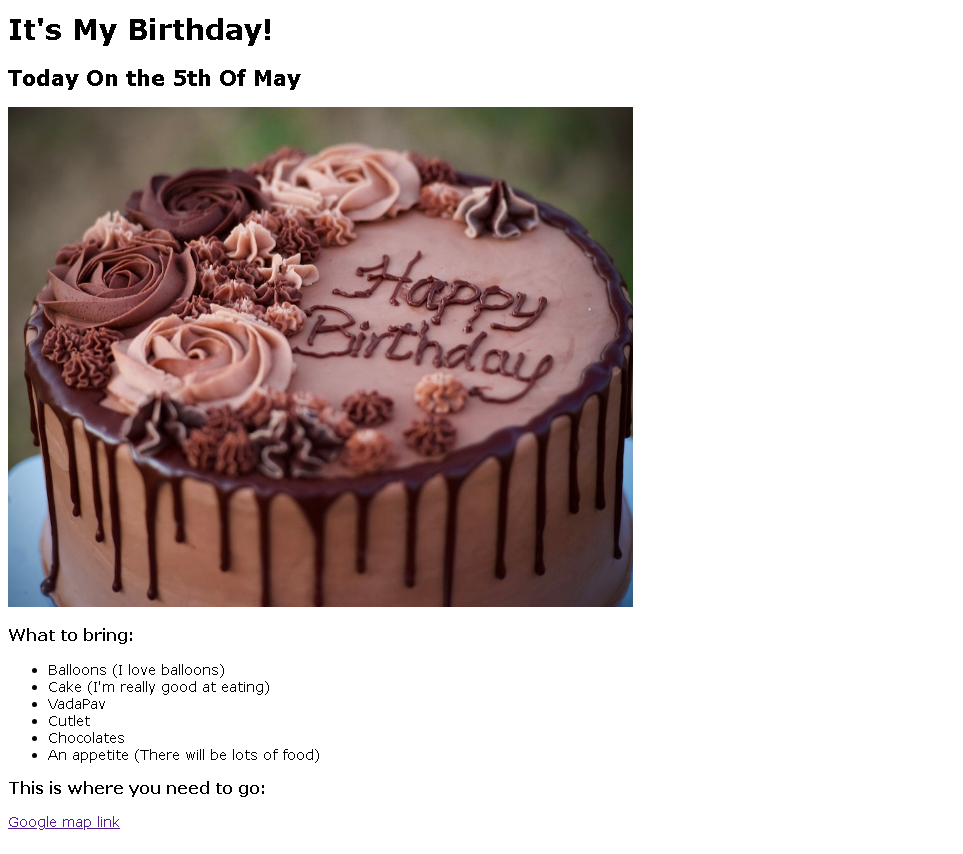 It's My Birthday!
Today On the 5th Of May
Happy
Birthday
What to bring:
Balloons (I love balloons)
Cake (I'm really good at eating)
VadaPav
Cutlet
Chocolates
An appetite (There will be lots of food)
This is where you need to go:
Google map link